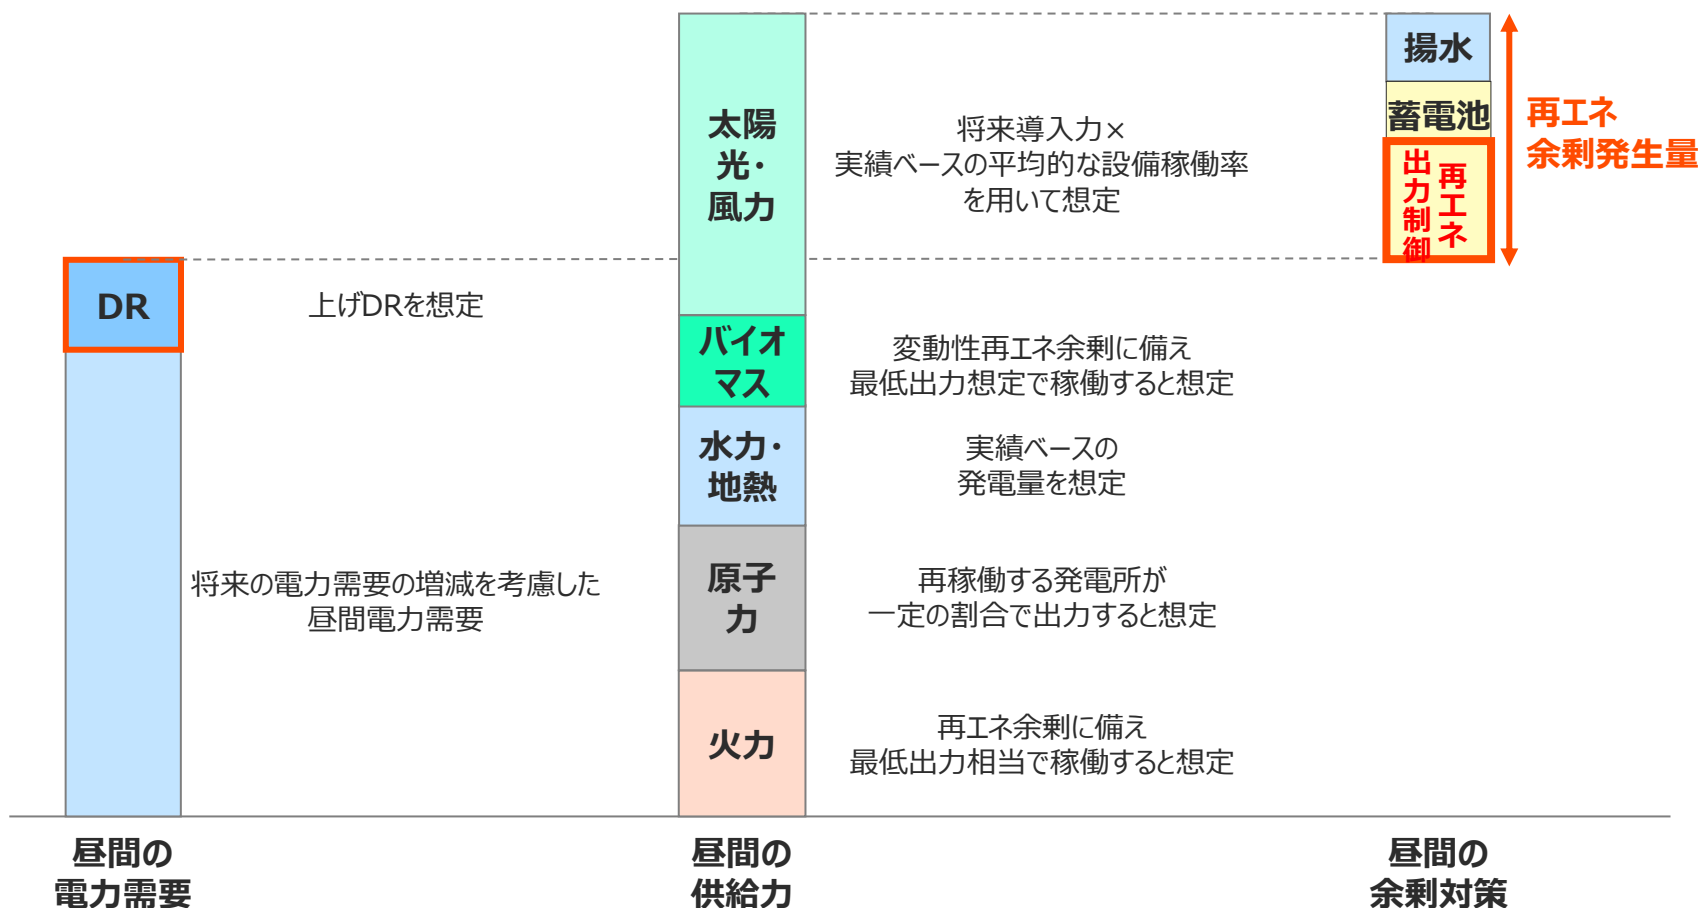 揚水
蓄電池
再エネ
出力制御
再エネ
余剰発生量
太陽
光・
風力
将来導入力×
実績ベースの平均的な設備稼働率
を用いて想定
DR
上げDRを想定
バイオ
マス
変動性再エネ余剰に備え
最低出力想定で稼働すると想定
水力・
地熱
実績ベースの
発電量を想定
将来の電力需要の増減を考慮した
昼間電力需要
原子
力
再稼働する発電所が
一定の割合で出力すると想定
火力
再エネ余剰に備え
最低出力相当で稼働すると想定
昼間の
電力需要
昼間の
供給力
昼間の
余剰対策